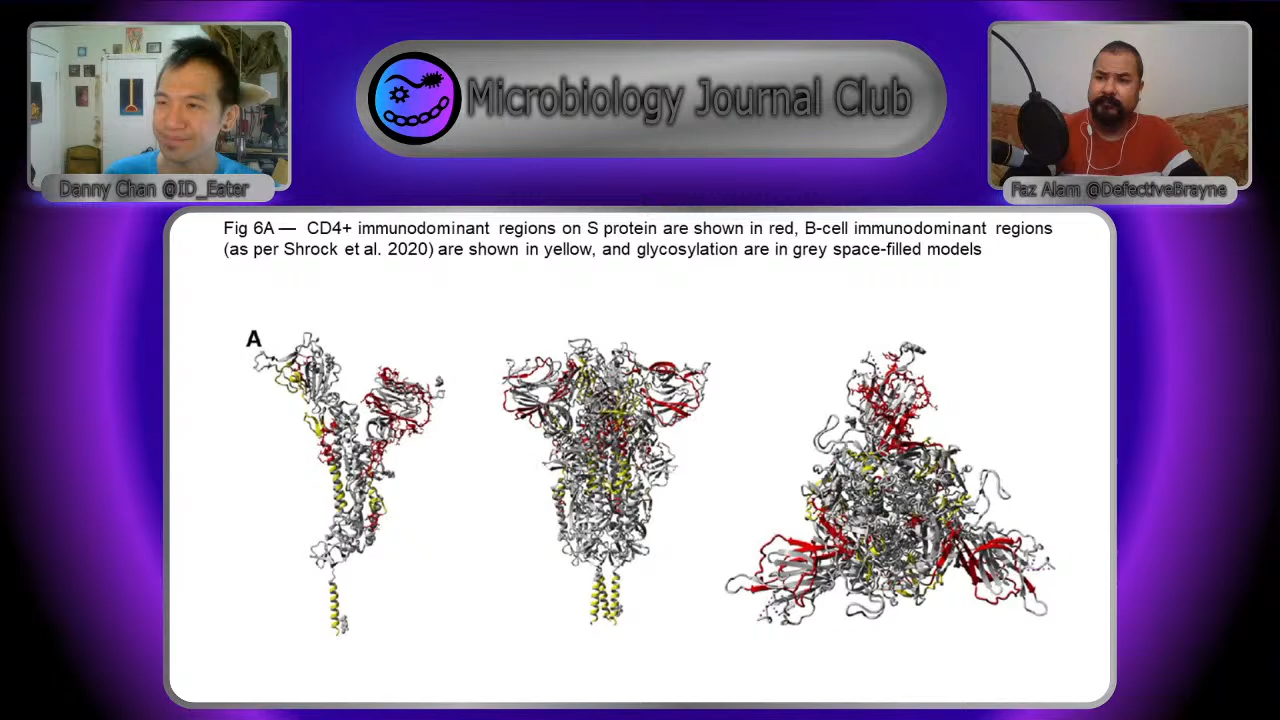 Microbiology Journal Club
Danny Chan @ID_Eater
Faz Alam @DefectiveBrayne
Fig 6A — CD4+ immunodominant regions on S protein are shown in red, B-cell immunodominant regions
(as per Shrock et al. 2020) are shown in yellow, and glycosylation are in grey space-filled models
A